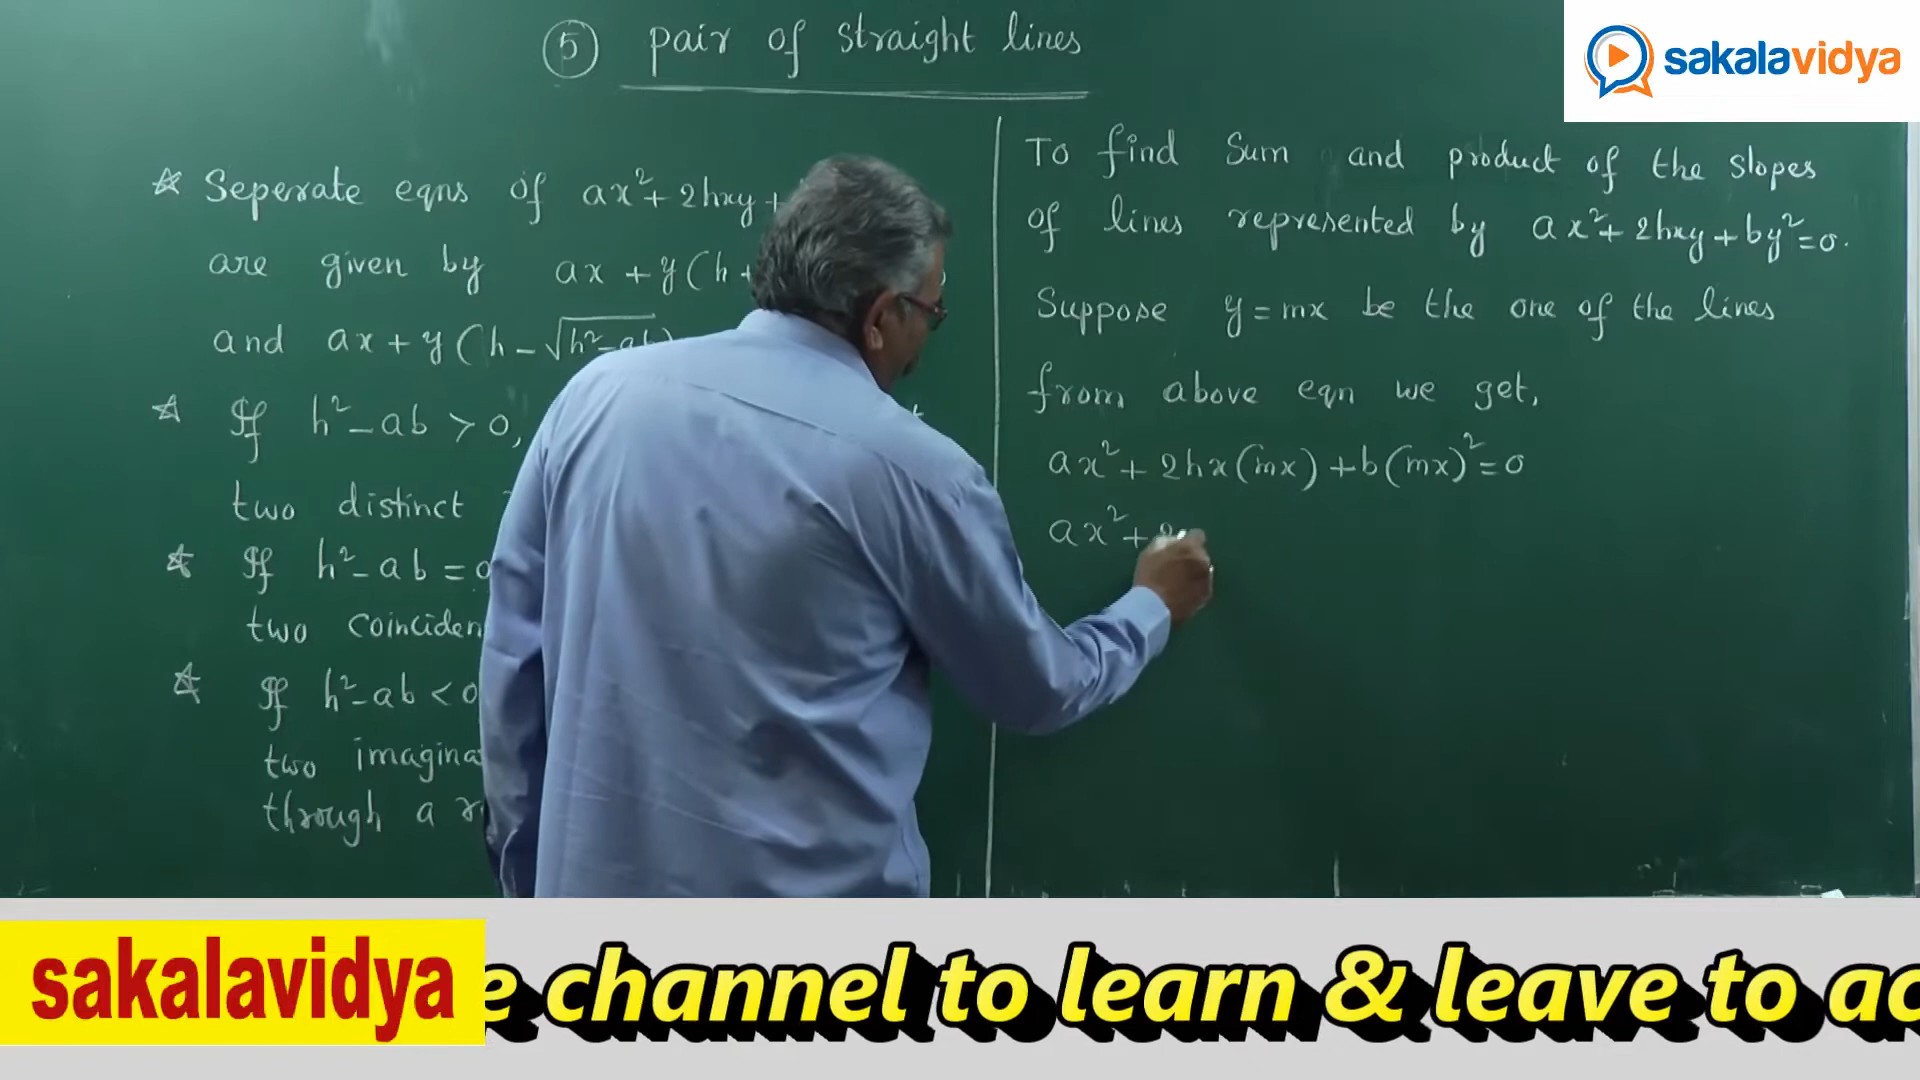 5 pair of straight lines
sakalavidya
☆ Seperate eqns of ax²+2hxy+
are given by ax+y(h+
and ax+y(h-√h²-ab)
☆ If h²-ab>0,
two distinct
☆ If h²-ab=0
two
☆ If h²-ab<0
two
through a
To find Sum and product of the slopes
of lines represented by ax²+2hxy+by²=0.
Suppose y=mx be the one of the lines
from above eqn we get,
ax²+2hx(mx)+b(mx)²=0
ax²+2
sakalavidya
channel to learn & leave to